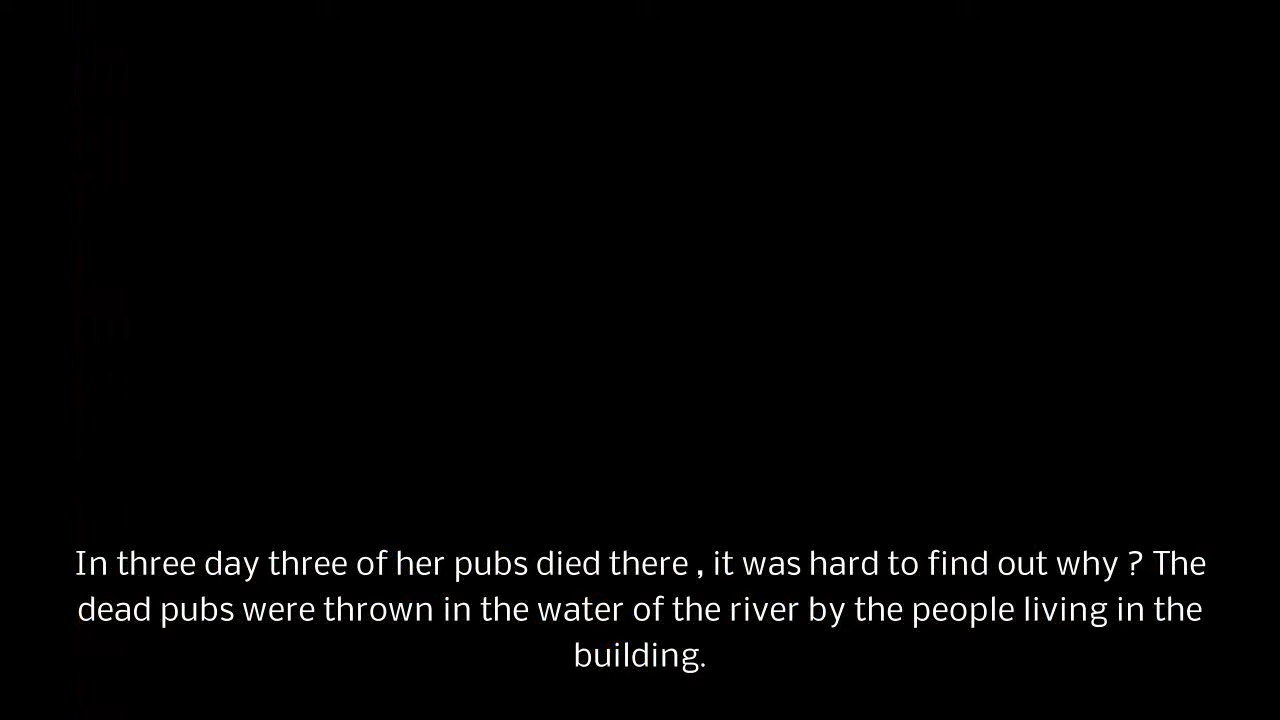 In three day three of her pubs died there , it was hard to find out why ? The
dead pubs were thrown in the water of the river by the people living in the
building.